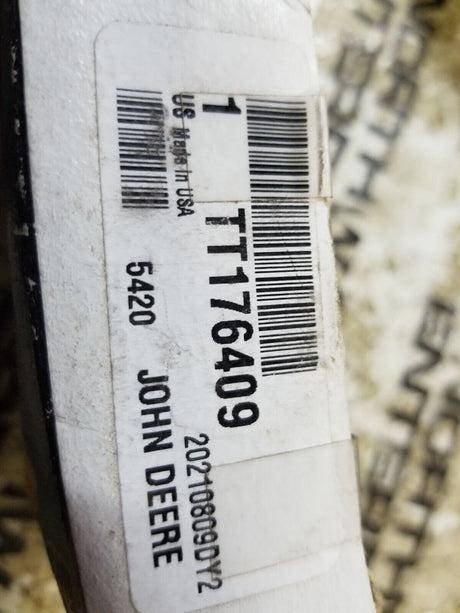 1
US Made in USA
TT176409
20210809DY2
5420 JOHN DEERE